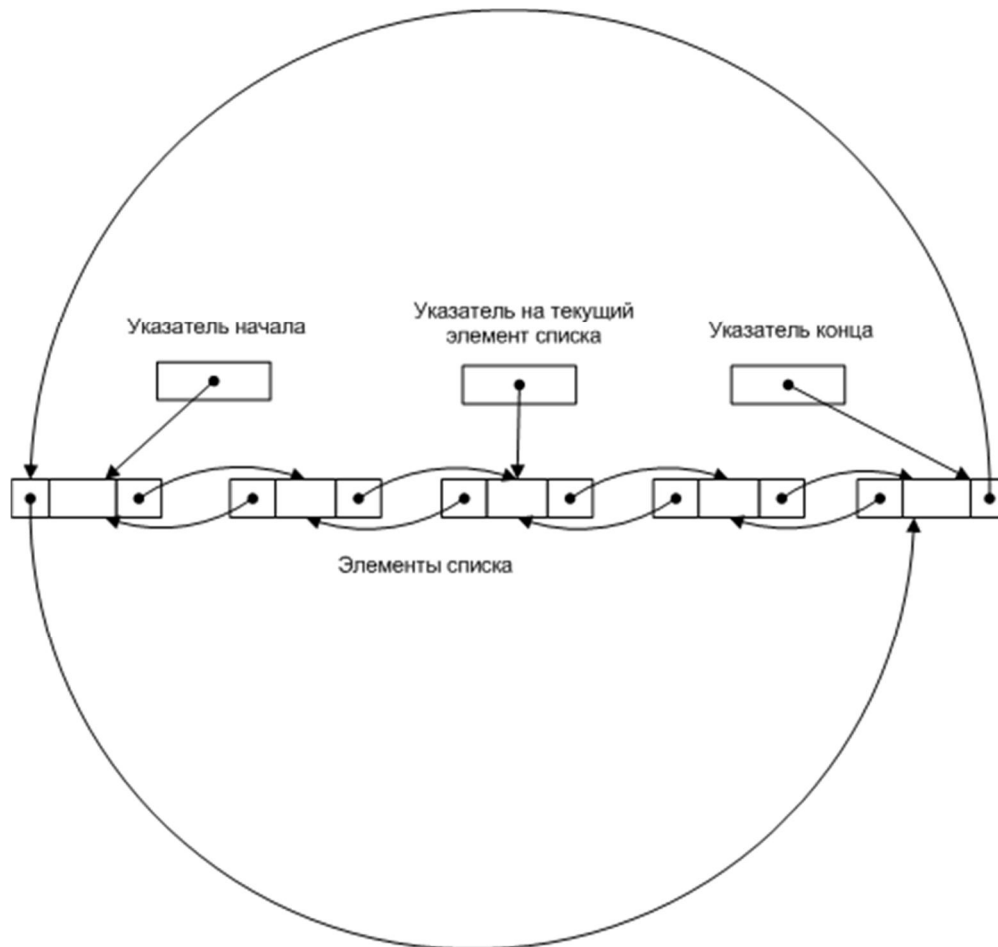 Указатель начала
Указатель на текущий
элемент списка
Указатель конца
Элементы списка